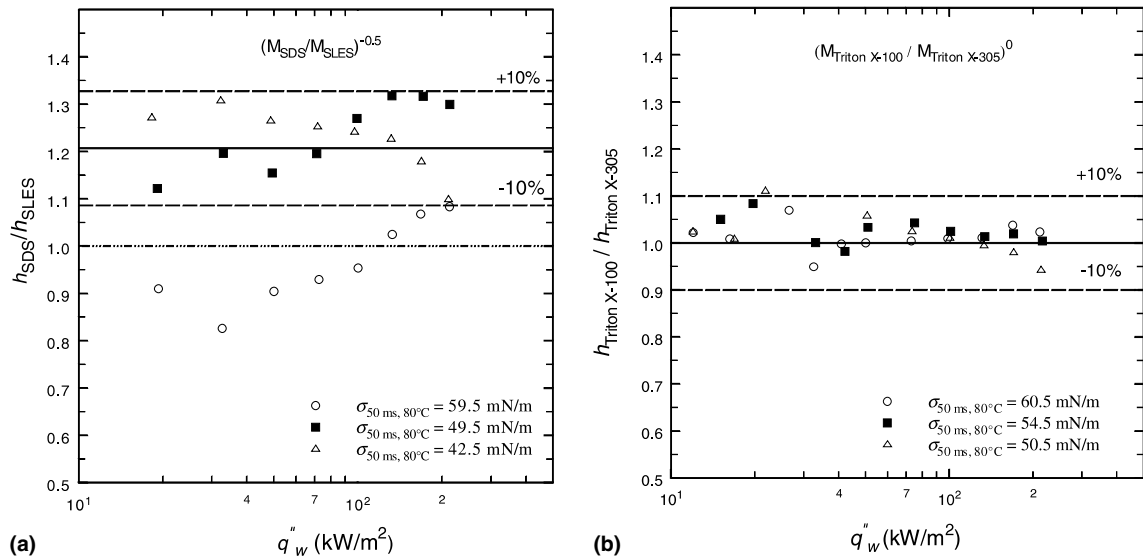 (M_SDS/M_SLES)^-0.5
+10%
-10%
h_SDS/h_SLES
1.4
1.3
1.2
1.1
1.0
0.9
0.8
0.7
0.6
0.5
σ_50 ms, 80°C = 59.5 mN/m
σ_50 ms, 80°C = 49.5 mN/m
σ_50 ms, 80°C = 42.5 mN/m
10^1 4 7 10^2 2
(a) q"_w (kW/m^2)
(M_Triton X-100 / M_Triton X-305)^0
+10%
-10%
h_Triton X-100 / h_Triton X-305
1.4
1.3
1.2
1.1
1.0
0.9
0.8
0.7
0.6
0.5
σ_50 ms, 80°C = 60.5 mN/m
σ_50 ms, 80°C = 54.5 mN/m
σ_50 ms, 80°C = 50.5 mN/m
10^1 4 7 10^2 2
(b) q"_w (kW/m^2)